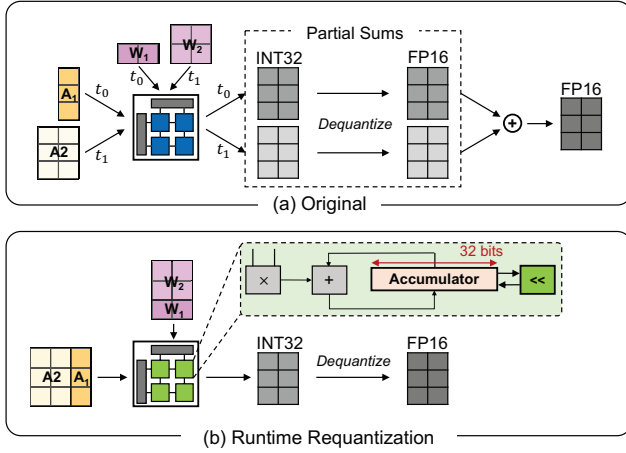 Partial Sums
W₁
W₂
INT32
FP16
t₀
t₁
t₀
FP16
A₁
t₀
Dequantize
+
A2
t₁
t₁
(a) Original
32 bits
×
+
Accumulator
<<
W₂
W₁
INT32
FP16
A2
A₁
Dequantize
(b) Runtime Requantization